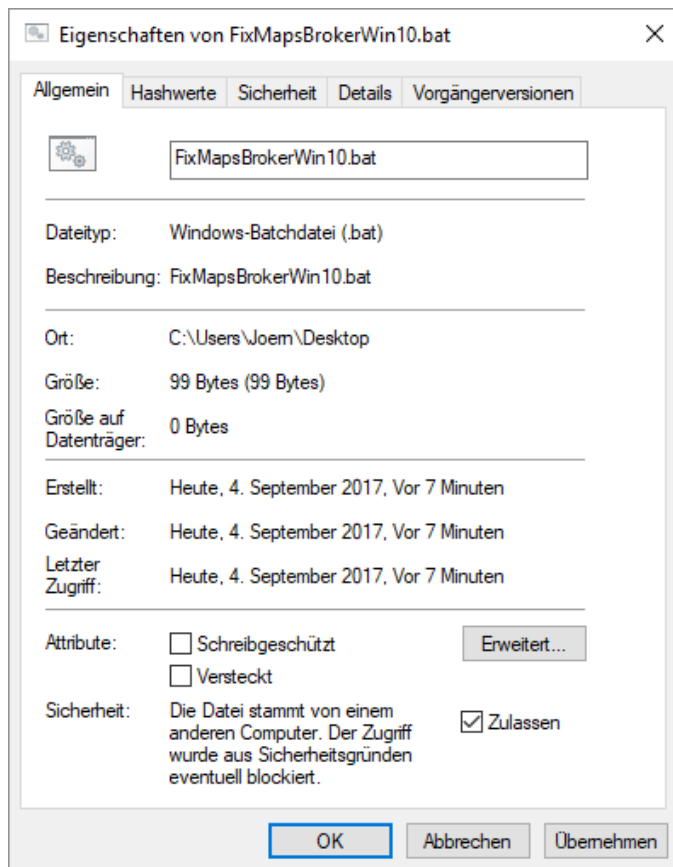 Eigenschaften von FixMapsBrokerWin10.bat
Allgemein Hashwerte Sicherheit Details Vorgängerversionen
FixMapsBrokerWin10.bat
Dateityp: Windows-Batchdatei (.bat)
Beschreibung: FixMapsBrokerWin10.bat
Ort: C:\Users\Joern\Desktop
Größe: 99 Bytes (99 Bytes)
Größe auf
Datenträger: 0 Bytes
Erstellt: Heute, 4. September 2017, Vor 7 Minuten
Geändert: Heute, 4. September 2017, Vor 7 Minuten
Letzter
Zugriff: Heute, 4. September 2017, Vor 7 Minuten
Attribute: Schreibgeschützt Erweitert...
Versteckt
Sicherheit: Die Datei stammt von einem
anderen Computer. Der Zugriff Zulassen
wurde aus Sicherheitsgründen
eventuell blockiert.
OK Abbrechen Übernehmen